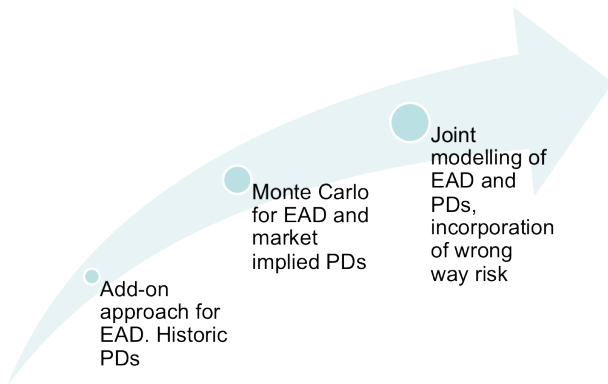 Add-on
approach for
EAD. Historic
PDs
Monte Carlo
for EAD and
market
implied PDs
Joint
modelling of
EAD and
PDs,
incorporation
of wrong
way risk